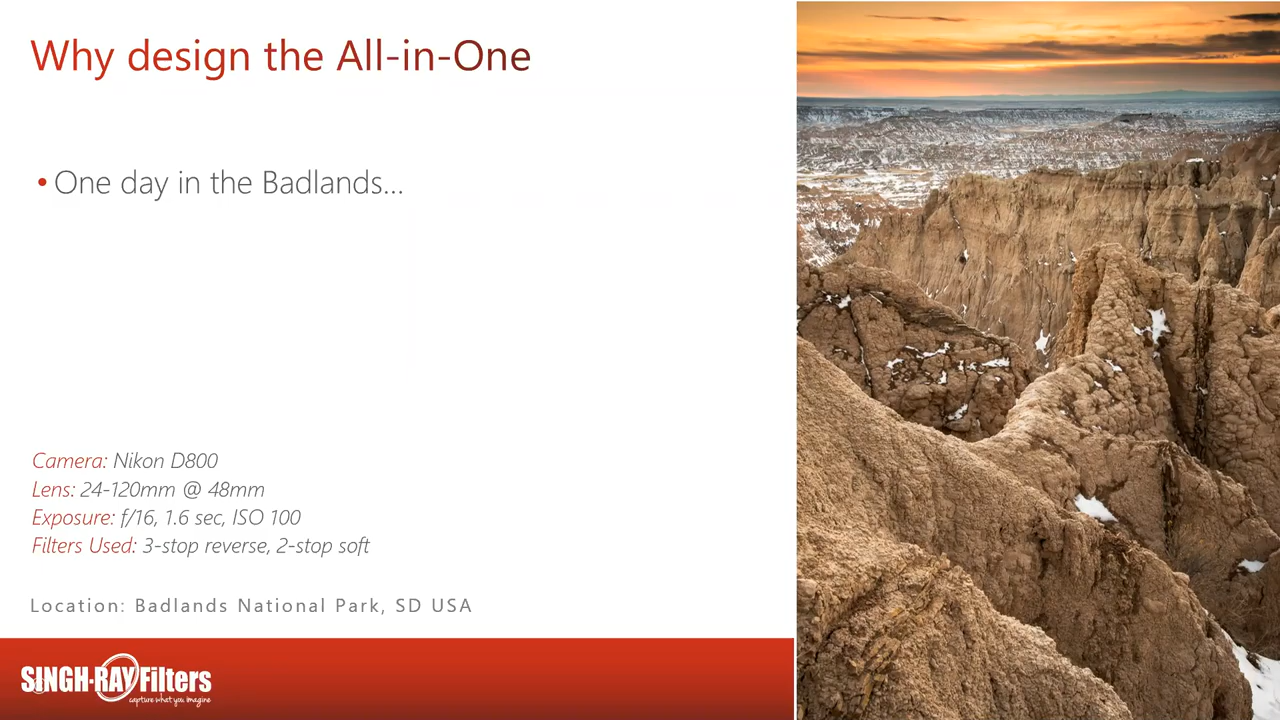 Why design the All-in-One
• One day in the Badlands...
Camera: Nikon D800
Lens: 24-120mm @ 48mm
Exposure: f/16, 1.6 sec, ISO 100
Filters Used: 3-stop reverse, 2-stop soft
Location: Badlands National Park, SD USA
SINGH-RAY Filters
capture what you imagine